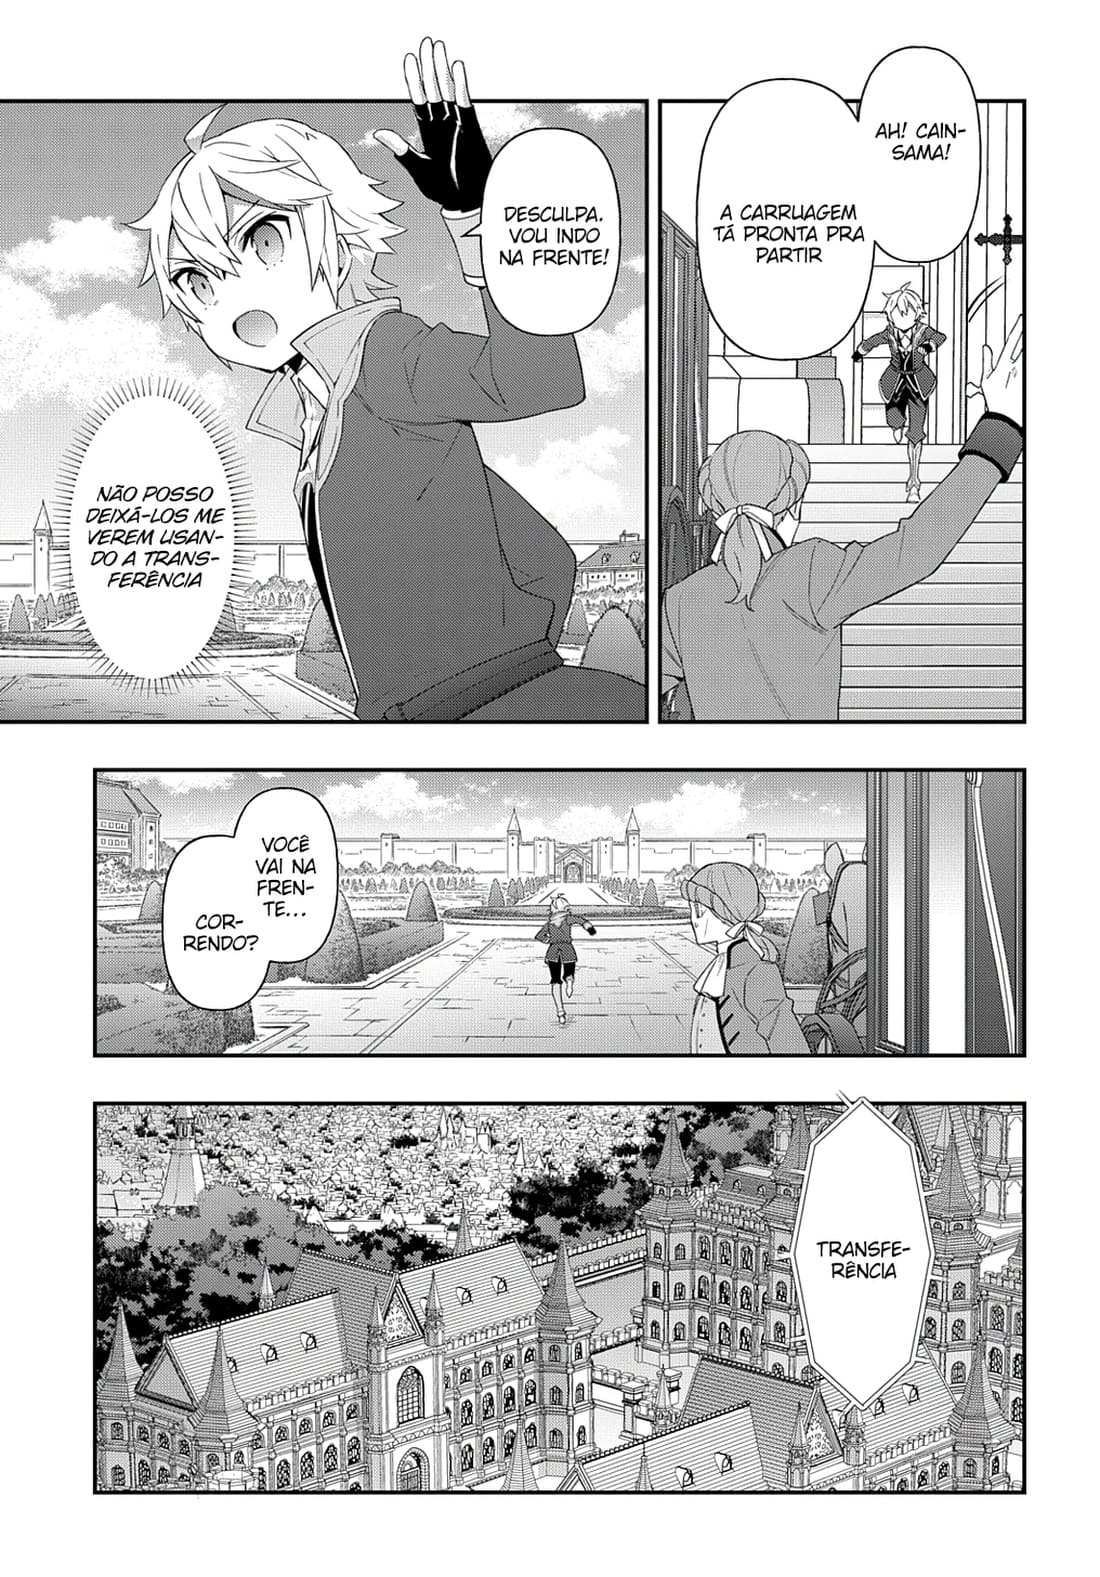 AH! CAIN-
SAMA!
A CARRUAGEM
TÁ PRONTA PRA
PARTIR
DESCULPA.
VOU INDO
NA FRENTE!
NÃO POSSO
DEIXÁ-LOS ME
VEREM USAN-
DO A TRANS-
FERÊNCIA
VOCÊ
VAI NA
FREN-
TE...
COR-
RENDO?
TRANSFE-
RÊNCIA